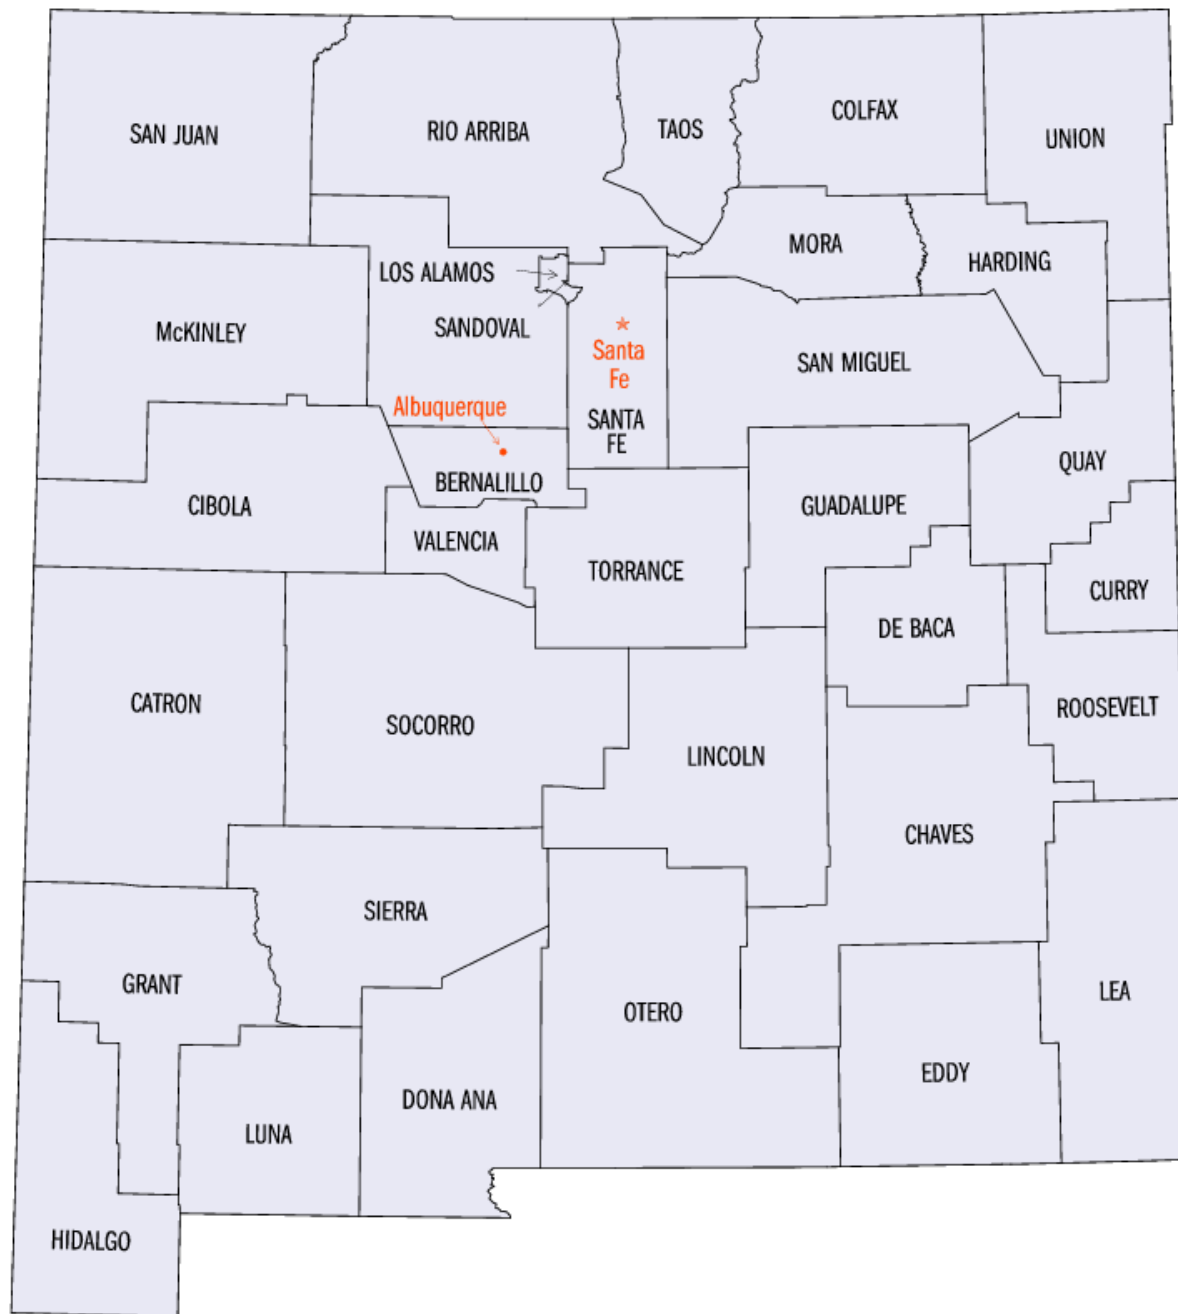 SAN JUAN
RIO ARRIBA
TAOS
COLFAX
UNION
MORA
HARDING
LOS ALAMOS
SANDOVAL
McKINLEY
Santa
Fe
SAN MIGUEL
Albuquerque
SANTA
FE
QUAY
BERNALILLO
CIBOLA
GUADALUPE
VALENCIA
TORRANCE
CURRY
DE BACA
CATRON
SOCORRO
ROOSEVELT
LINCOLN
CHAVES
SIERRA
GRANT
OTERO
LEA
EDDY
DONA ANA
LUNA
HIDALGO